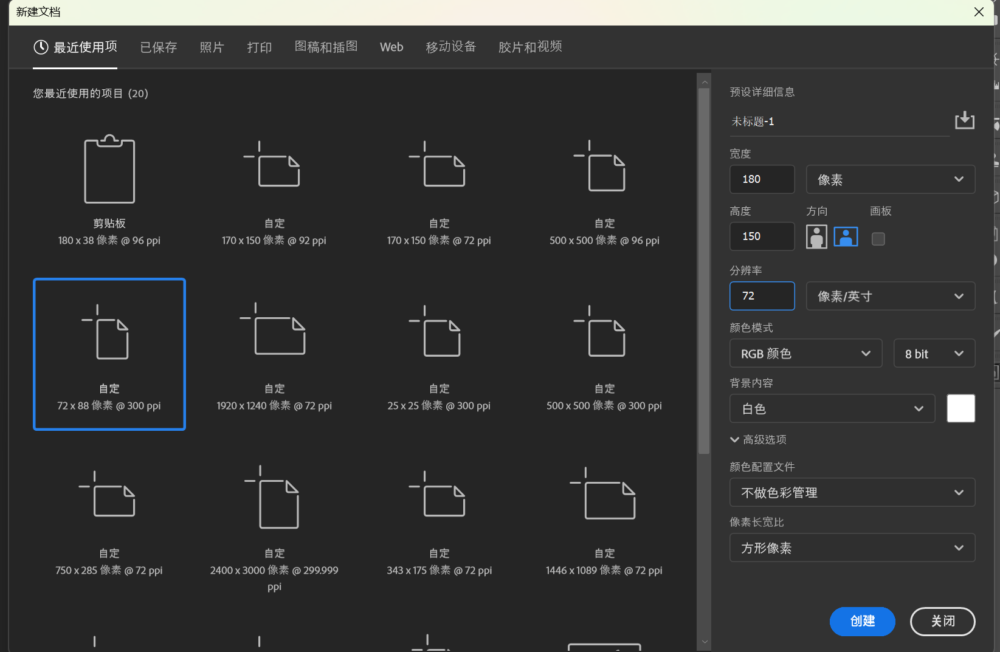 新建文档
最近使用项 已保存 照片 打印 图稿和插图 Web 移动设备 胶片和视频
您最近使用的项目 (20)
剪贴板
180 x 38 像素 @ 96 ppi
自定
170 x 150 像素 @ 92 ppi
自定
170 x 150 像素 @ 72 ppi
自定
500 x 500 像素 @ 96 ppi
自定
72 x 88 像素 @ 300 ppi
自定
1920 x 1240 像素 @ 72 ppi
自定
25 x 25 像素 @ 300 ppi
自定
500 x 500 像素 @ 300 ppi
自定
750 x 285 像素 @ 72 ppi
自定
2400 x 3000 像素 @ 299.999
ppi
自定
343 x 175 像素 @ 72 ppi
自定
1446 x 1089 像素 @ 72 ppi
预设详细信息
未标题-1
宽度
180 像素
高度 方向 画板
150
分辨率
72 像素/英寸
颜色模式
RGB 颜色 8 bit
背景内容
白色
高级选项
颜色配置文件
不做色彩管理
像素长宽比
方形像素
创建 关闭